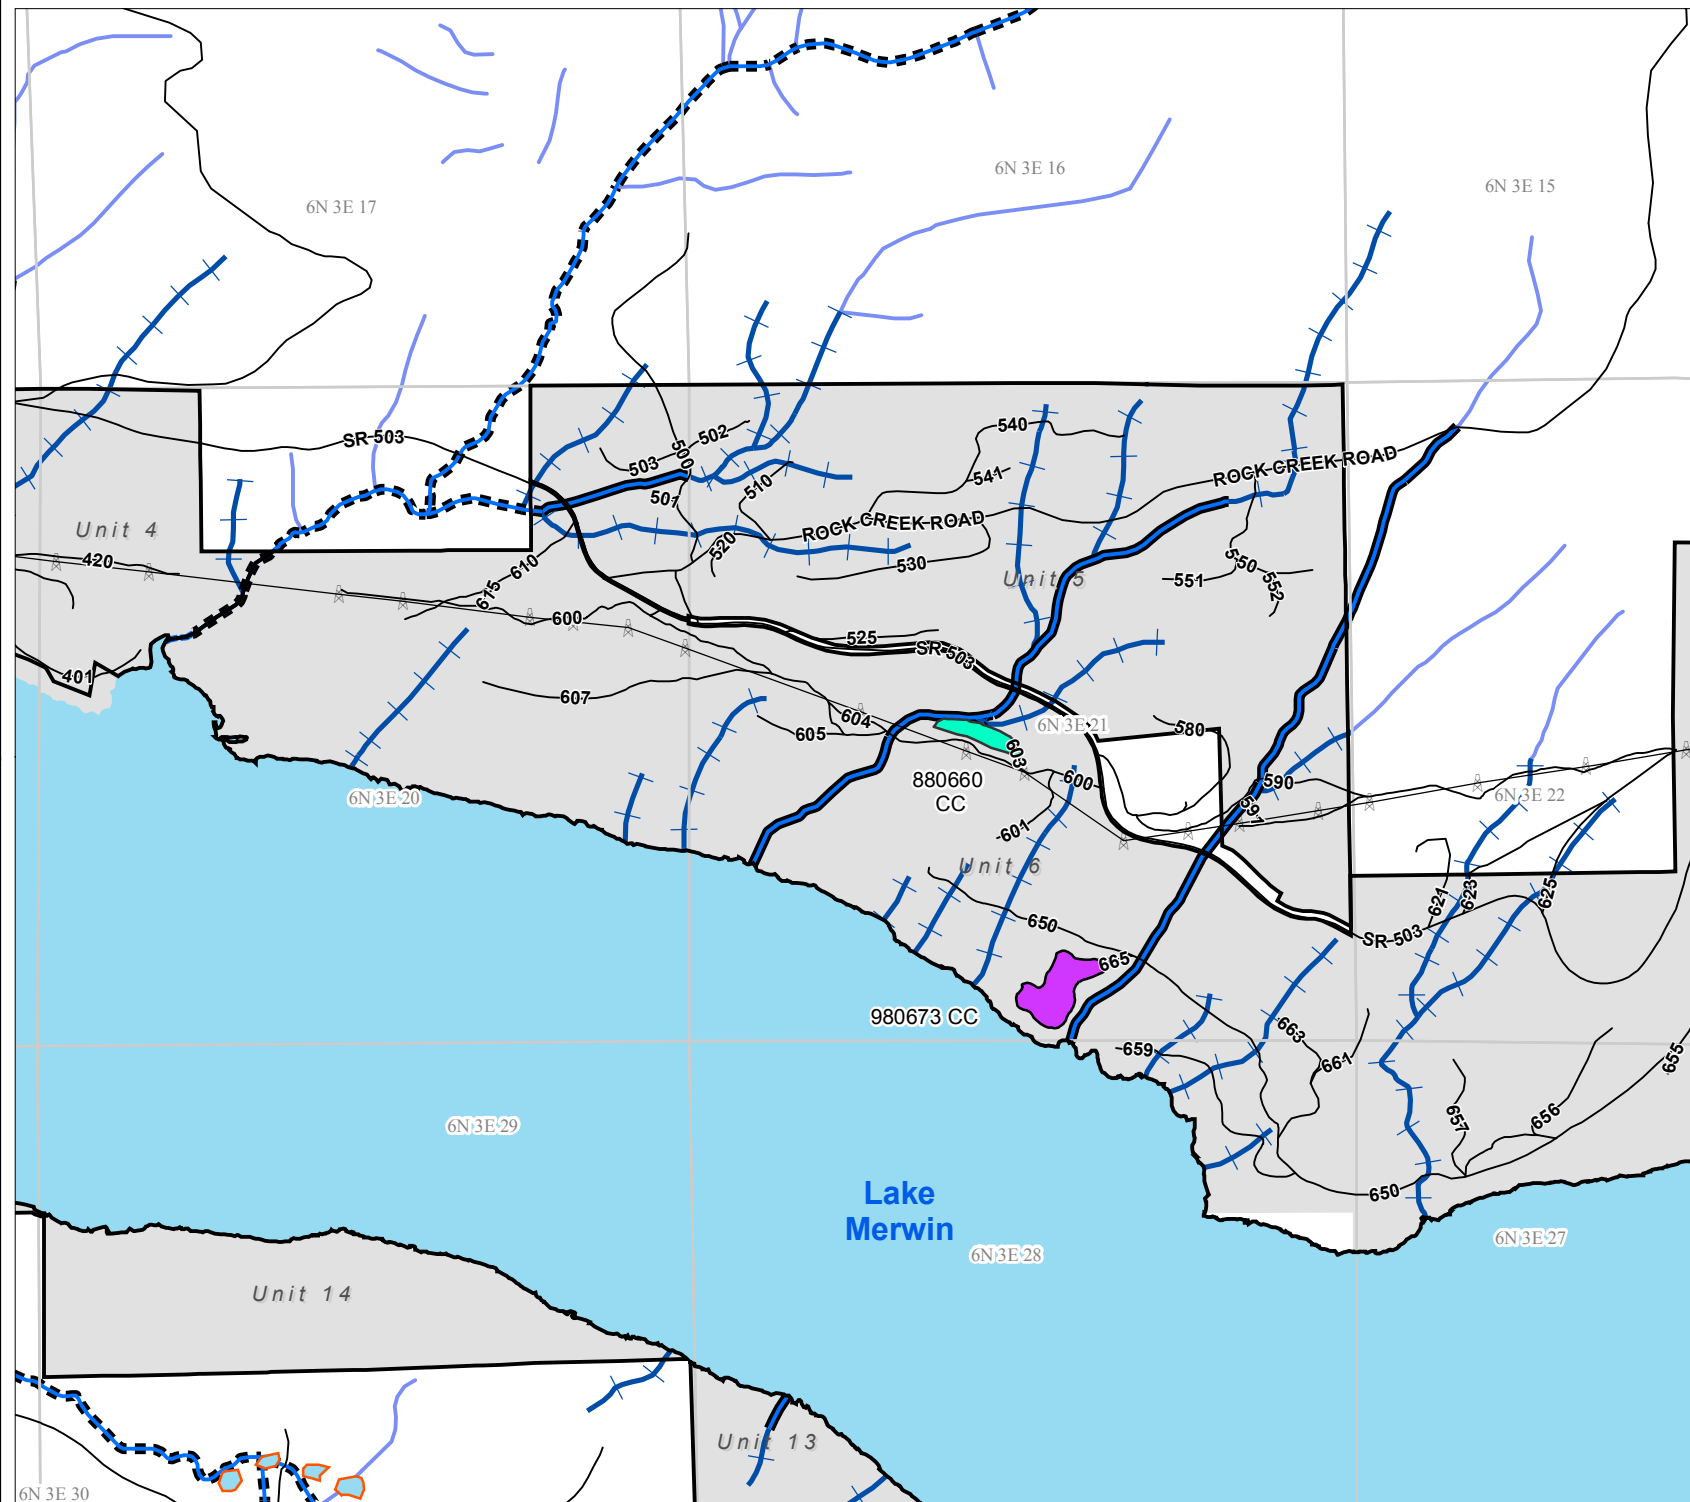 6N 3E 16
6N 3E 15
6N 3E 17
SR 503
502
500
503
501
510
540
541
ROCK CREEK ROAD
ROCK CREEK ROAD
Unit 4
420
520
530
610
615
Unit 5
550
551
552
600
525
SR 503
401
607
604
605
603
6N 3E 21
580
600
590
597
880660
CC
601
6N 3E 20
6N 3E 22
Unit 6
621
623
625
650
SR 503
665
980673 CC
659
663
661
655
657
656
6N 3E 29
650
Lake
Merwin
6N 3E 28
6N 3E 27
Unit 14
Unit 13
6N 3E 30